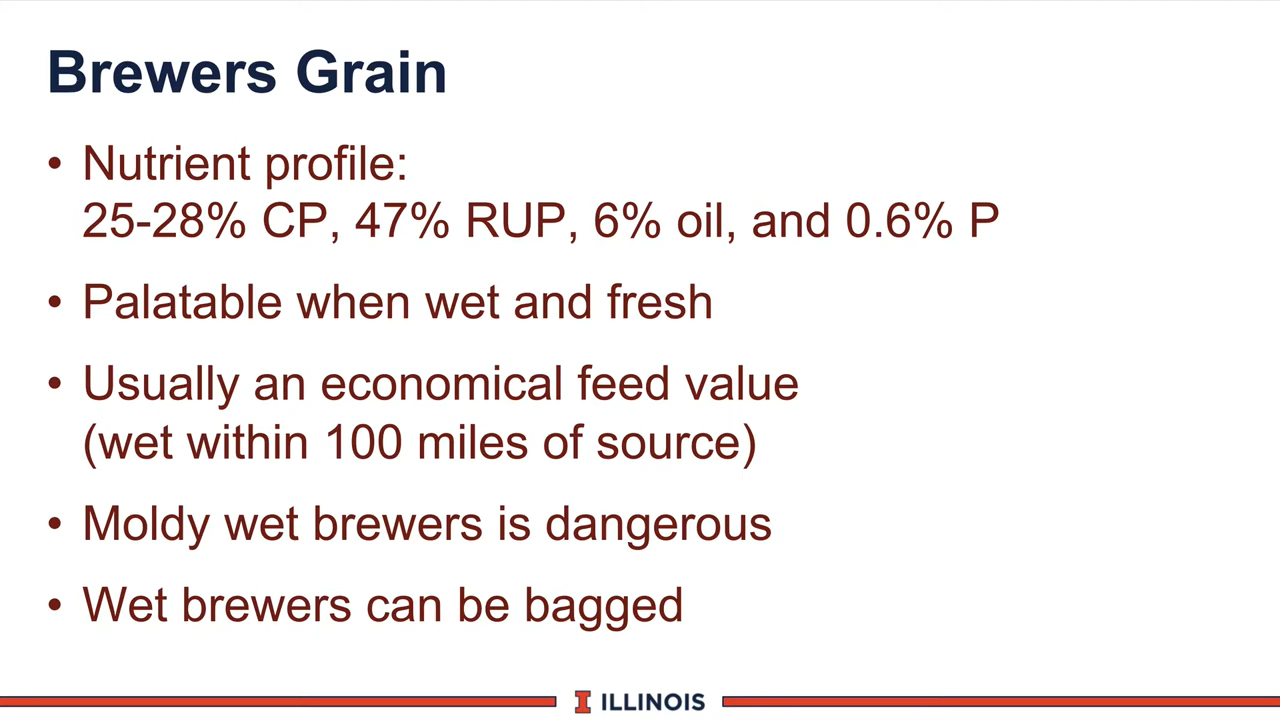 Brewers Grain
• Nutrient profile:
25-28% CP, 47% RUP, 6% oil, and 0.6% P
• Palatable when wet and fresh
• Usually an economical feed value
(wet within 100 miles of source)
• Moldy wet brewers is dangerous
• Wet brewers can be bagged
I ILLINOIS